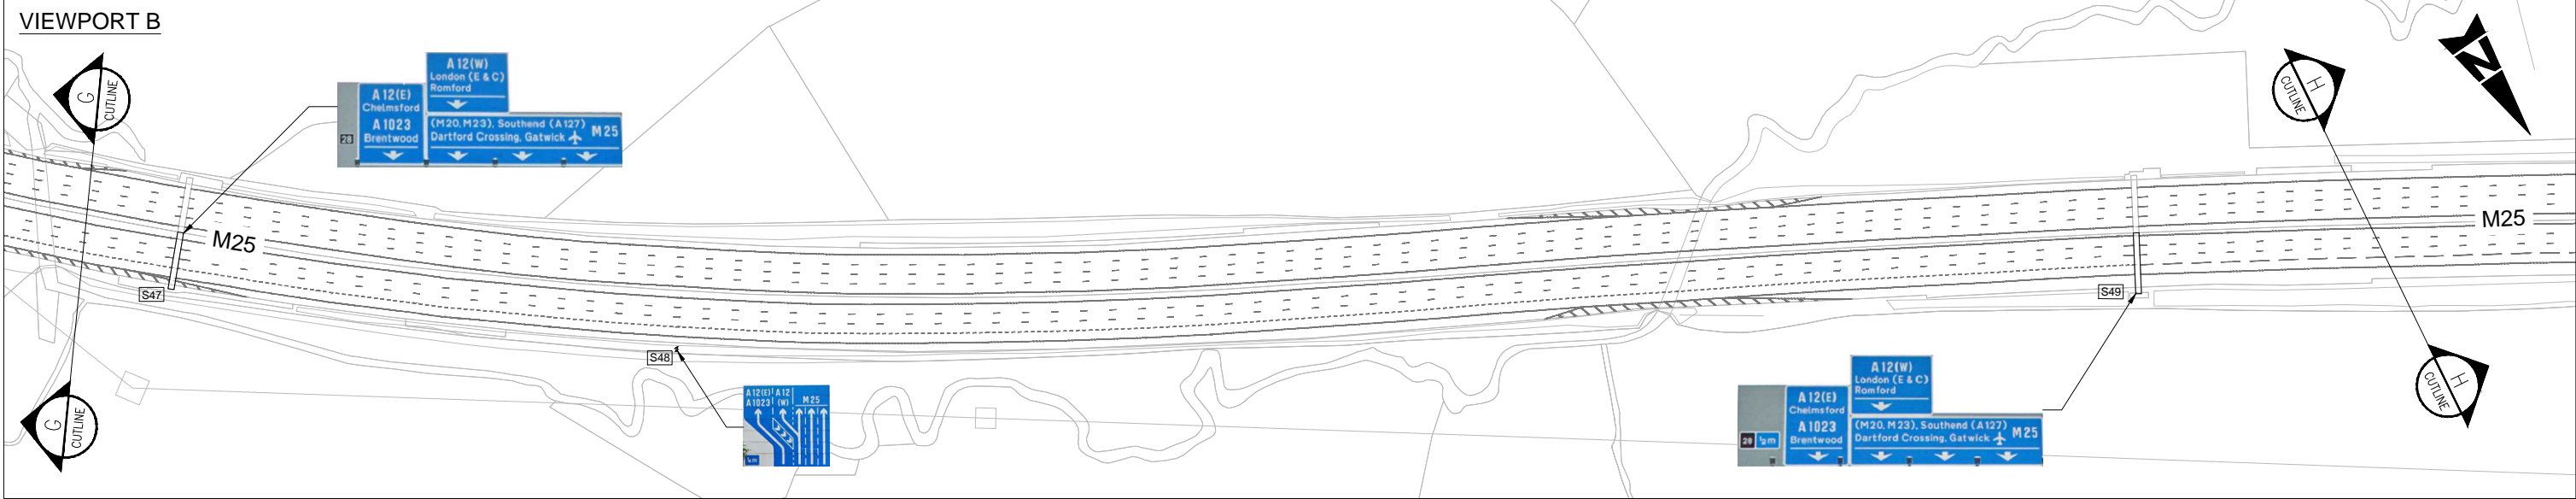 VIEWPORT B
G
CUTLINE
A12(E)
Chelmsford
A1023
Brentwood
28
A12(W)
London (E & C)
Romford
(M20, M23), Southend (A127)
Dartford Crossing, Gatwick
M25
H
CUTLINE
N
M25
M25
S47
S48
S49
A12(E)
A1023
A12
(W)
M25
A12(W)
London (E & C)
Romford
A12(E)
Chelmsford
A1023
Brentwood
28
½m
(M20, M23), Southend (A127)
Dartford Crossing, Gatwick
M25
G
CUTLINE
H
CUTLINE